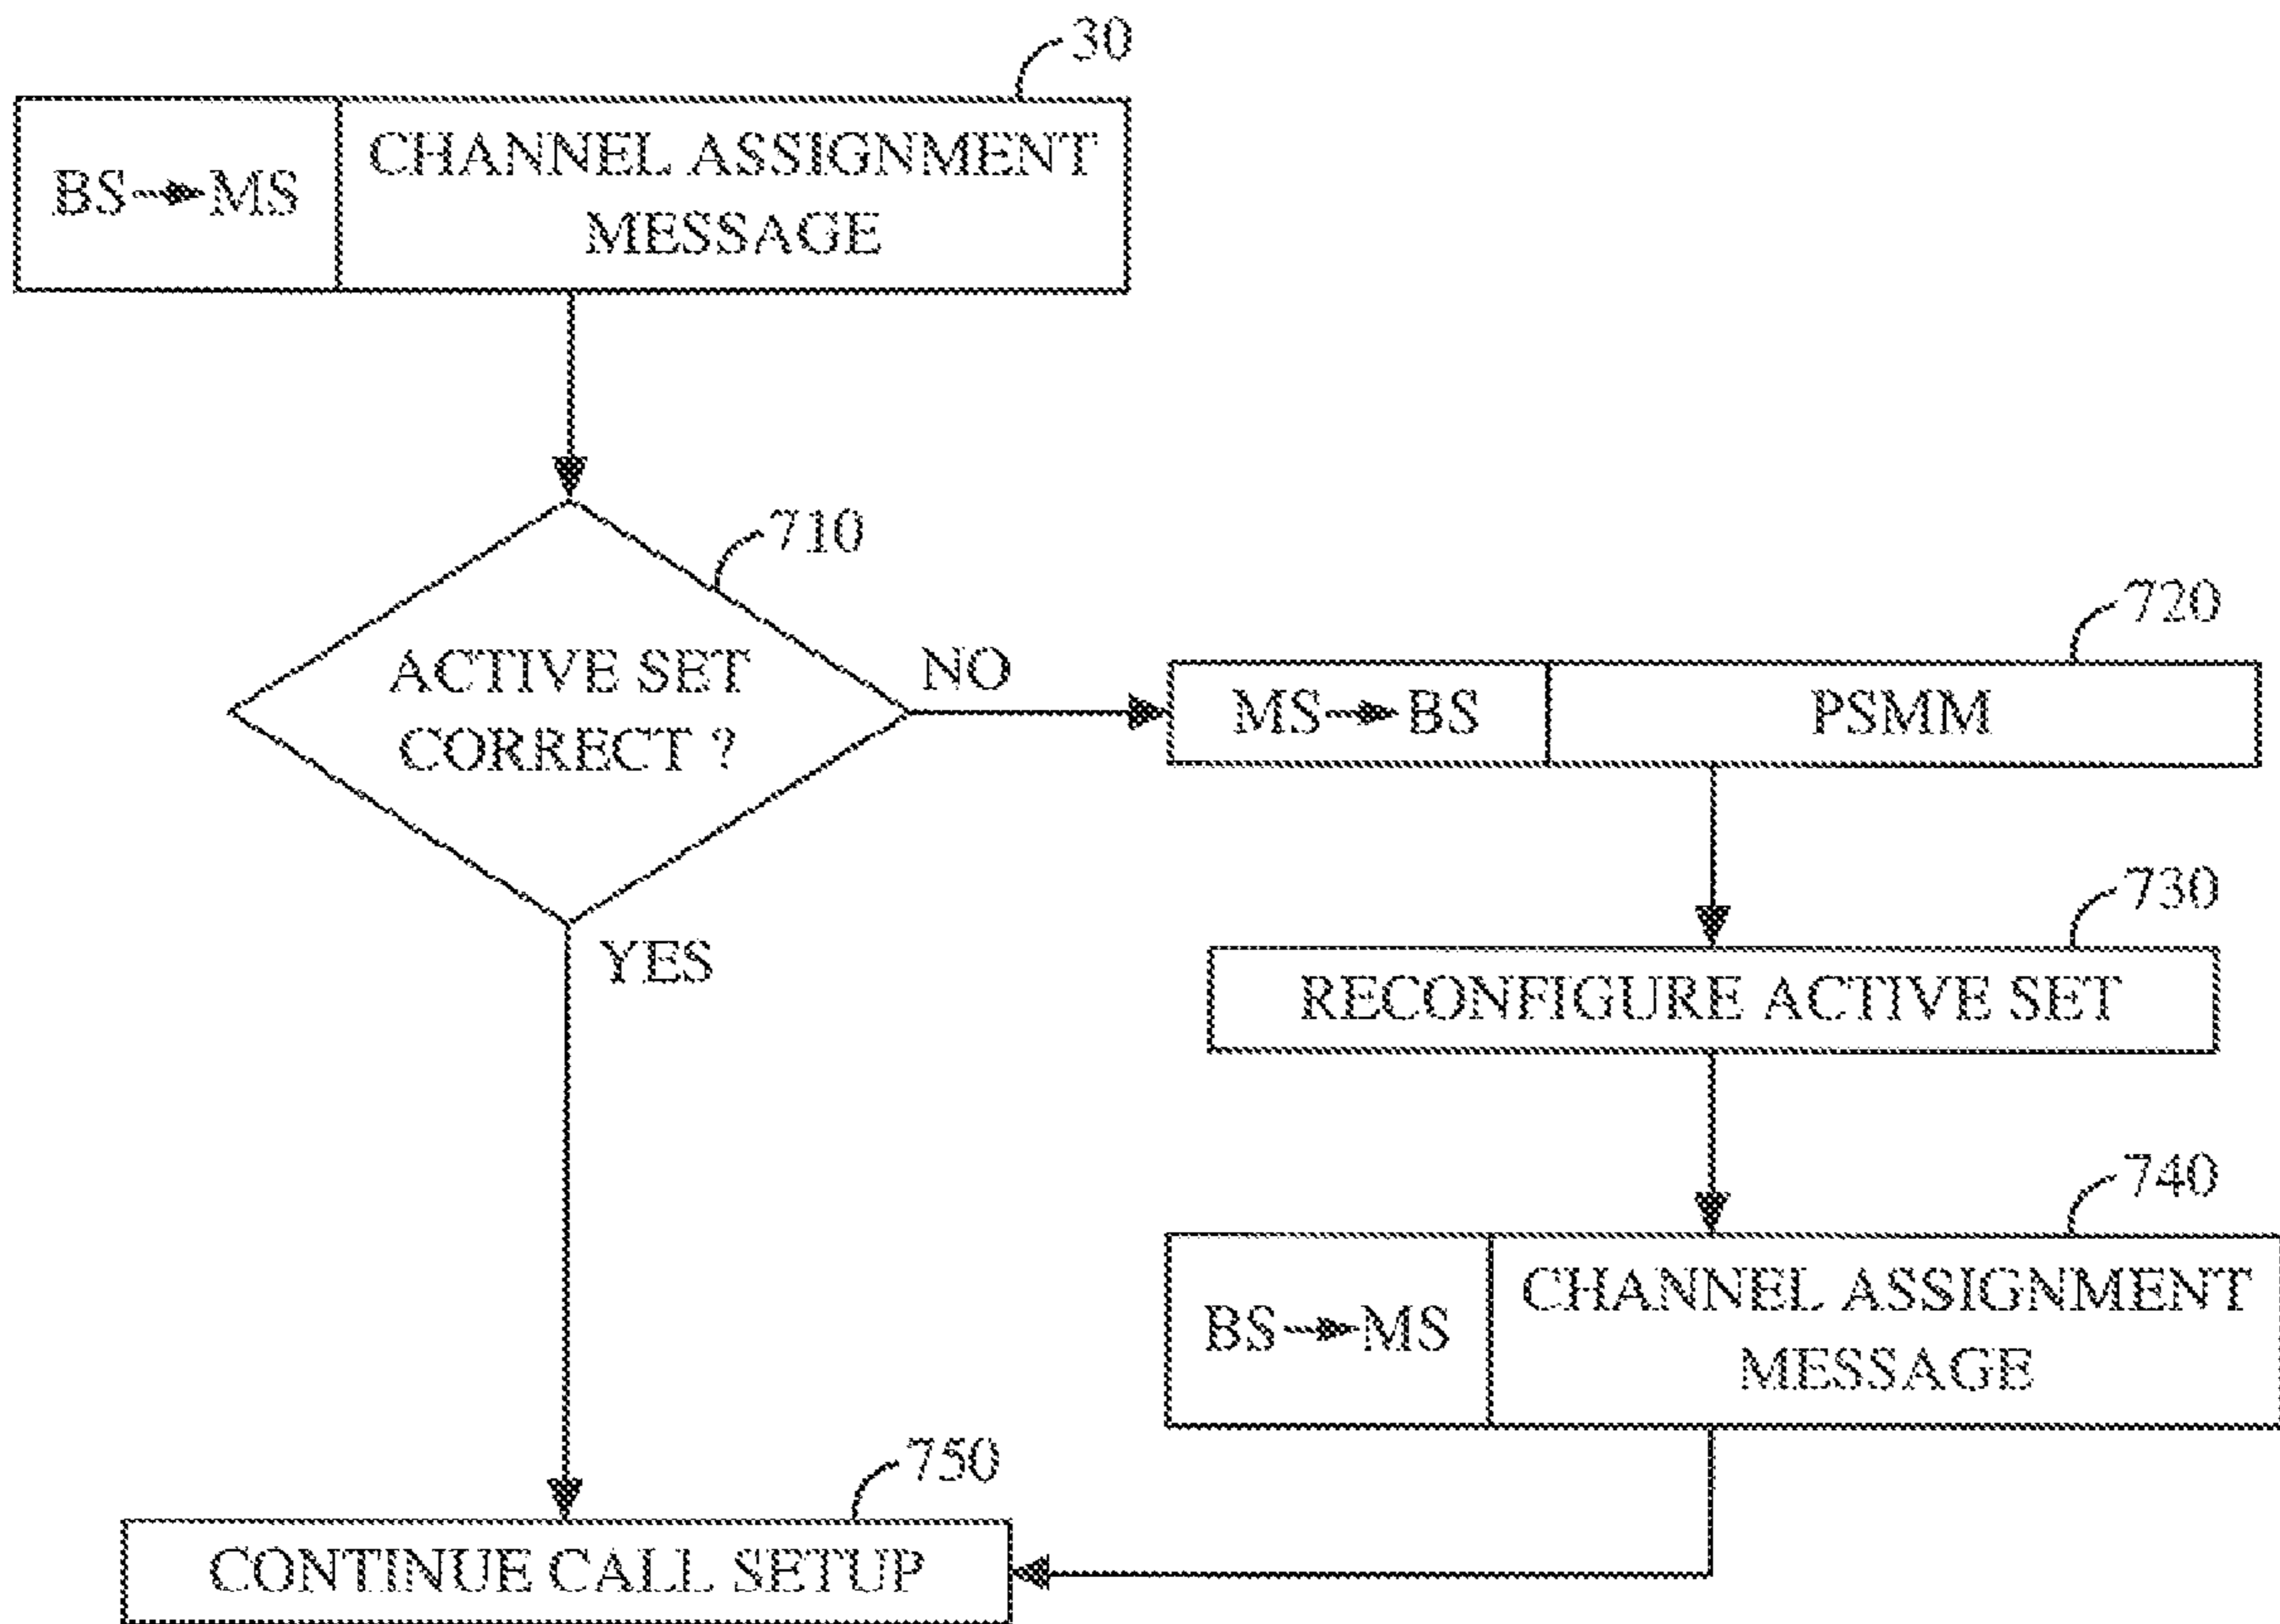 30
BS→MS
CHANNEL ASSIGNMENT
MESSAGE
710
ACTIVE SET
CORRECT ?
NO
YES
720
MS→BS
PSMM
730
RECONFIGURE ACTIVE SET
740
BS→MS
CHANNEL ASSIGNMENT
MESSAGE
750
CONTINUE CALL SETUP